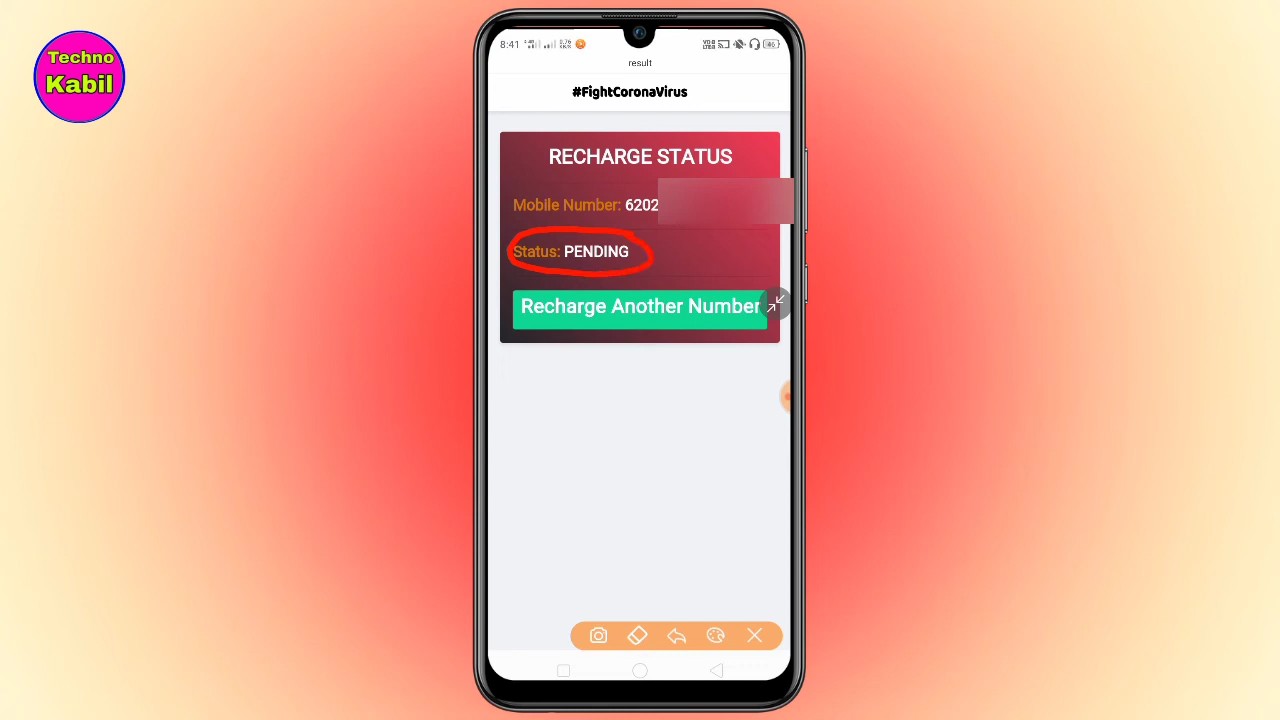 Techno
Kabil
8:41
result
#FightCoronaVirus
RECHARGE STATUS
Mobile Number: 6202
Status: PENDING
Recharge Another Number